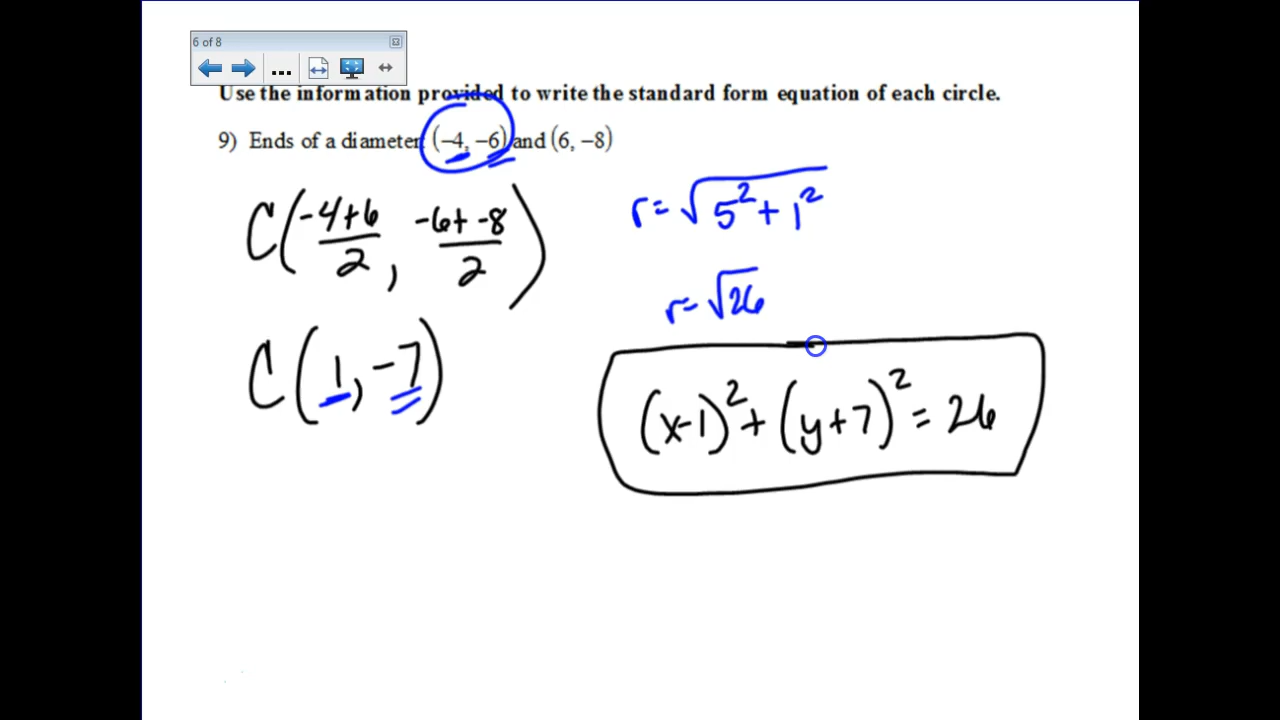 6 of 8
Use the information provided to write the standard form equation of each circle.
9) Ends of a diameter: (−4, −6) and (6, −8)
C(-4+6/2, -6+-8/2)
r= √5²+1²
r= √26
C(1, -7)
(x-1)²+(y+7)²=26